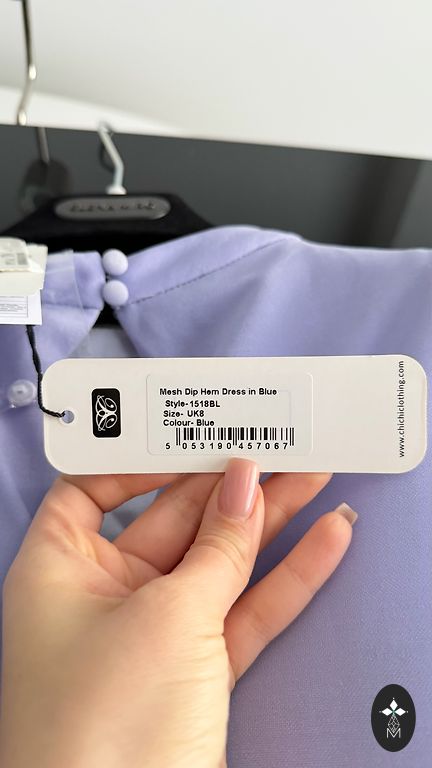 Mesh Dip Hem Dress in Blue
Style-1518BL
Size- UK8
Colour- Blue
5 053190 457067
www.chichiclothing.com
M